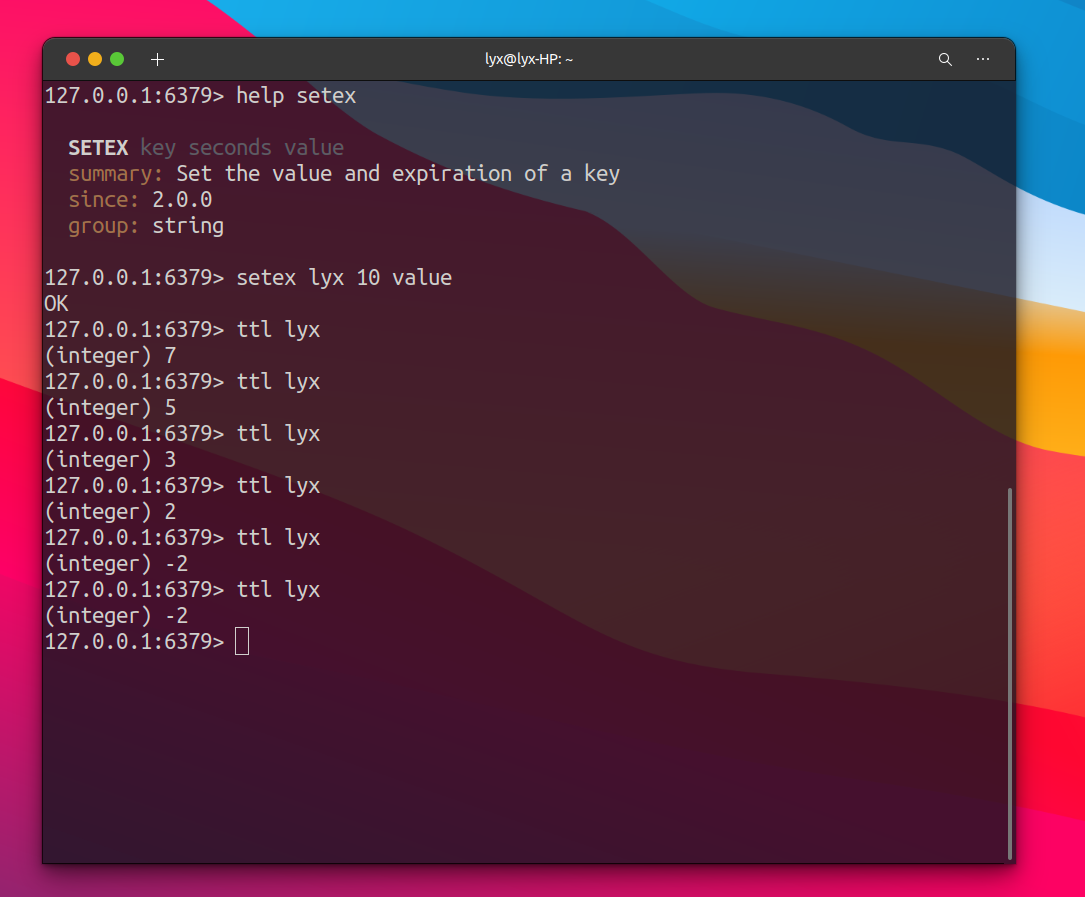 lyx@lyx-HP: ~
127.0.0.1:6379> help setex
SETEX key seconds value
summary: Set the value and expiration of a key
since: 2.0.0
group: string
127.0.0.1:6379> setex lyx 10 value
OK
127.0.0.1:6379> ttl lyx
(integer) 7
127.0.0.1:6379> ttl lyx
(integer) 5
127.0.0.1:6379> ttl lyx
(integer) 3
127.0.0.1:6379> ttl lyx
(integer) 2
127.0.0.1:6379> ttl lyx
(integer) -2
127.0.0.1:6379> ttl lyx
(integer) -2
127.0.0.1:6379>